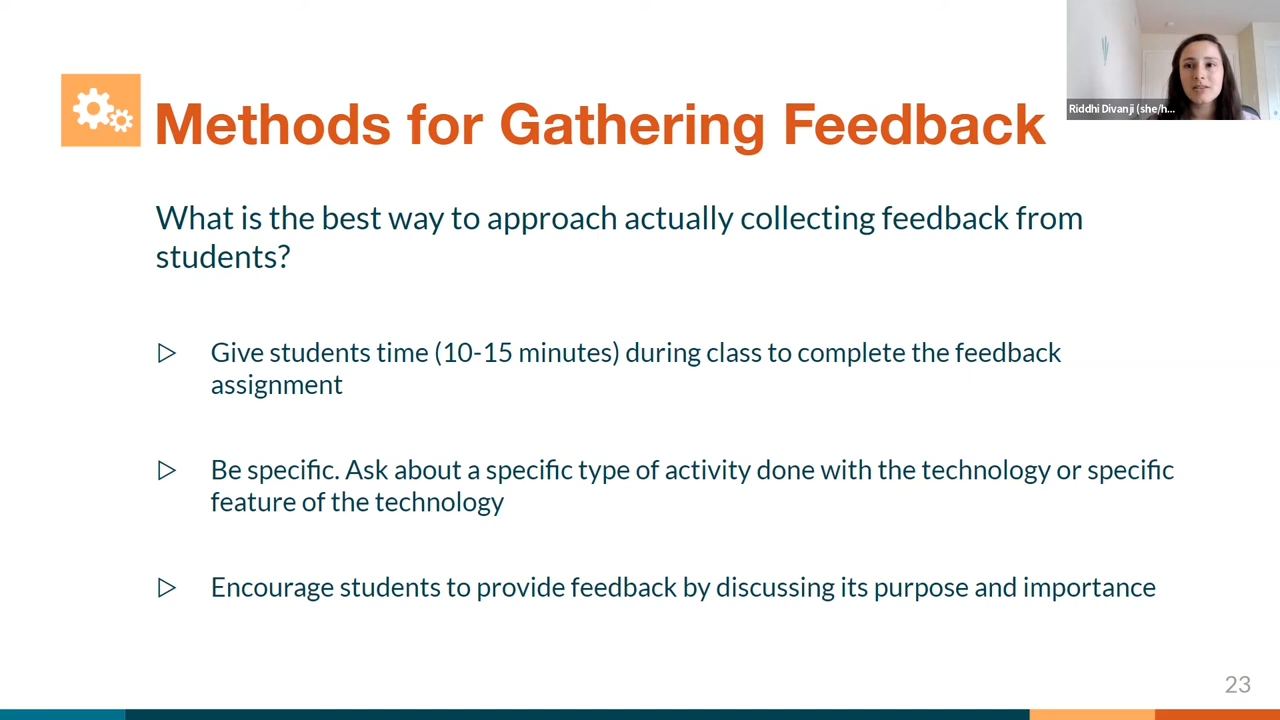 Riddhi Divanji (she/h...
Methods for Gathering Feedback
What is the best way to approach actually collecting feedback from
students?
Give students time (10-15 minutes) during class to complete the feedback
assignment
Be specific. Ask about a specific type of activity done with the technology or specific
feature of the technology
Encourage students to provide feedback by discussing its purpose and importance
23